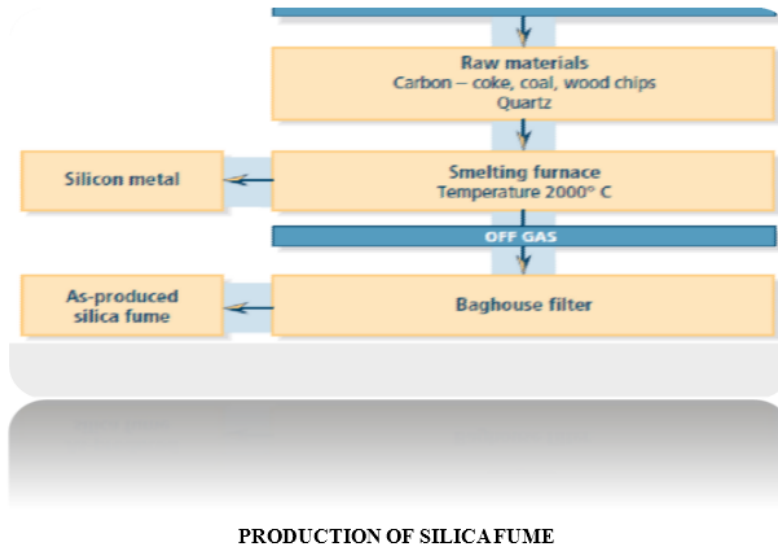 Raw materials
Carbon – coke, coal, wood chips
Quartz
Silicon metal
Smelting furnace
Temperature 2000° C
OFF GAS
As-produced
silica fume
Baghouse filter
PRODUCTION OF SILICAFUME